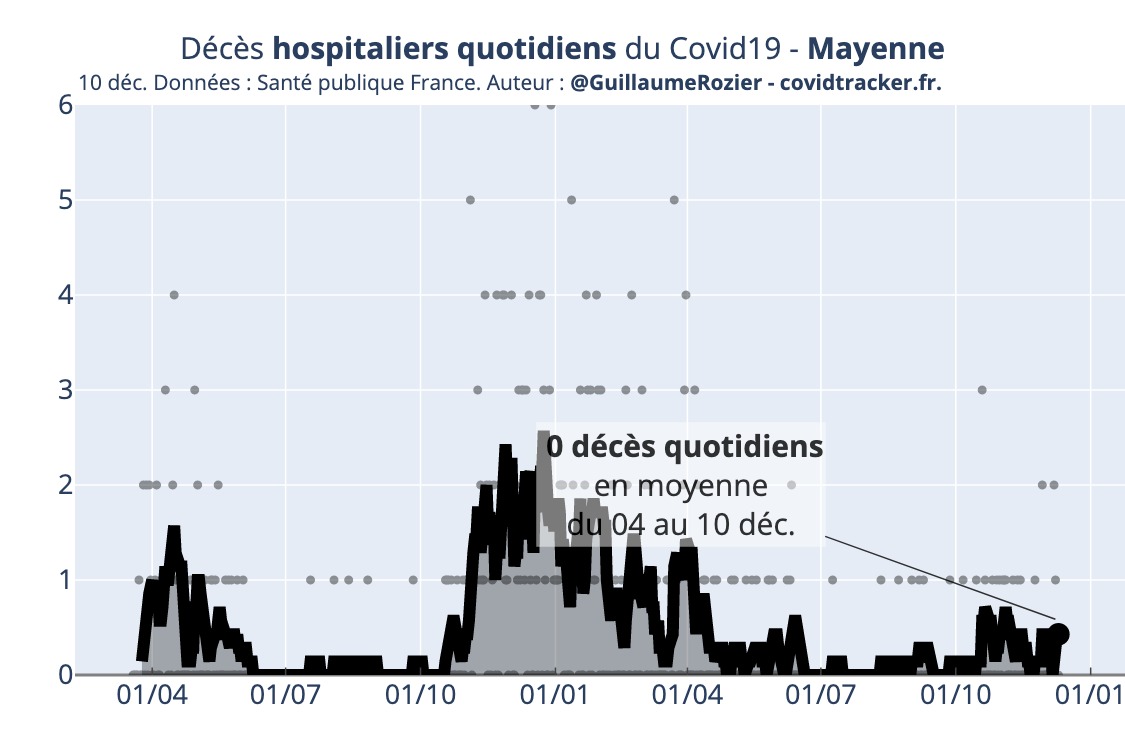 Décès hospitaliers quotidiens du Covid19 - Mayenne
10 déc. Données : Santé publique France. Auteur : @GuillaumeRozier - covidtracker.fr.
6
5
4
3
0 décès quotidiens
2
en moyenne
du 04 au 10 déc.
1
0
01/04 01/07 01/10 01/01 01/04 01/07 01/10 01/01